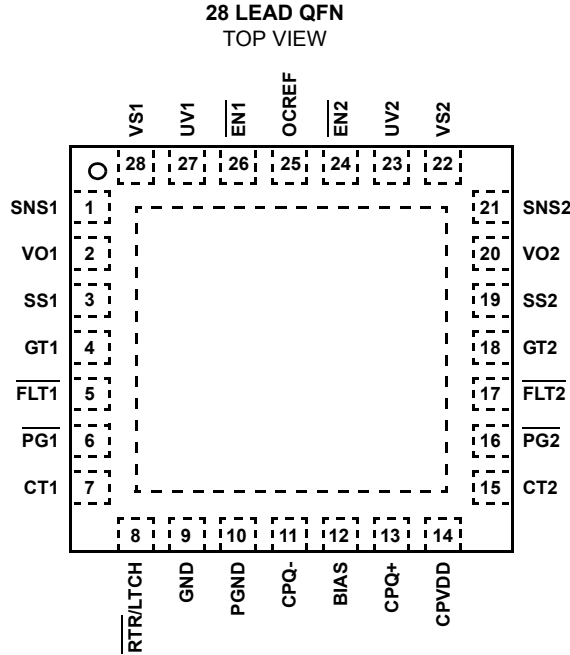 28 LEAD QFN
TOP VIEW
VS1
UV1
EN1
OCREF
EN2
UV2
VS2
28 27 26 25 24 23 22
SNS1 1 21 SNS2
VO1 2 20 VO2
SS1 3 19 SS2
GT1 4 18 GT2
FLT1 5 17 FLT2
PG1 6 16 PG2
CT1 7 15 CT2
8 9 10 11 12 13 14
RTR/LTCH
GND
PGND
CPQ-
BIAS
CPQ+
CPVDD